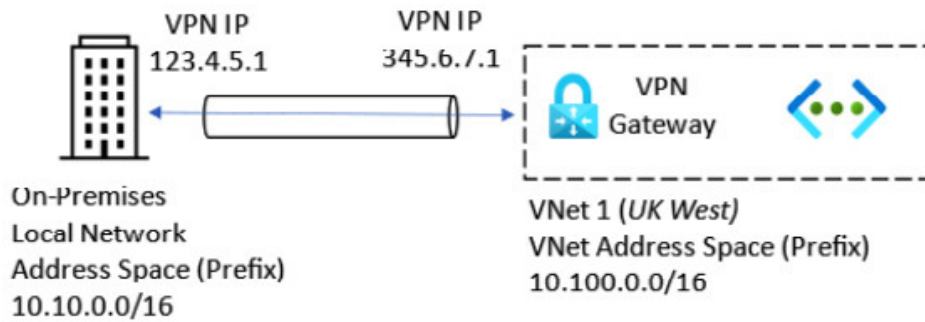 VPN IP
123.4.5.1
VPN IP
345.6.7.1
VPN
Gateway
On-Premises
Local Network
Address Space (Prefix)
10.10.0.0/16
VNet 1 (UK West)
VNet Address Space (Prefix)
10.100.0.0/16